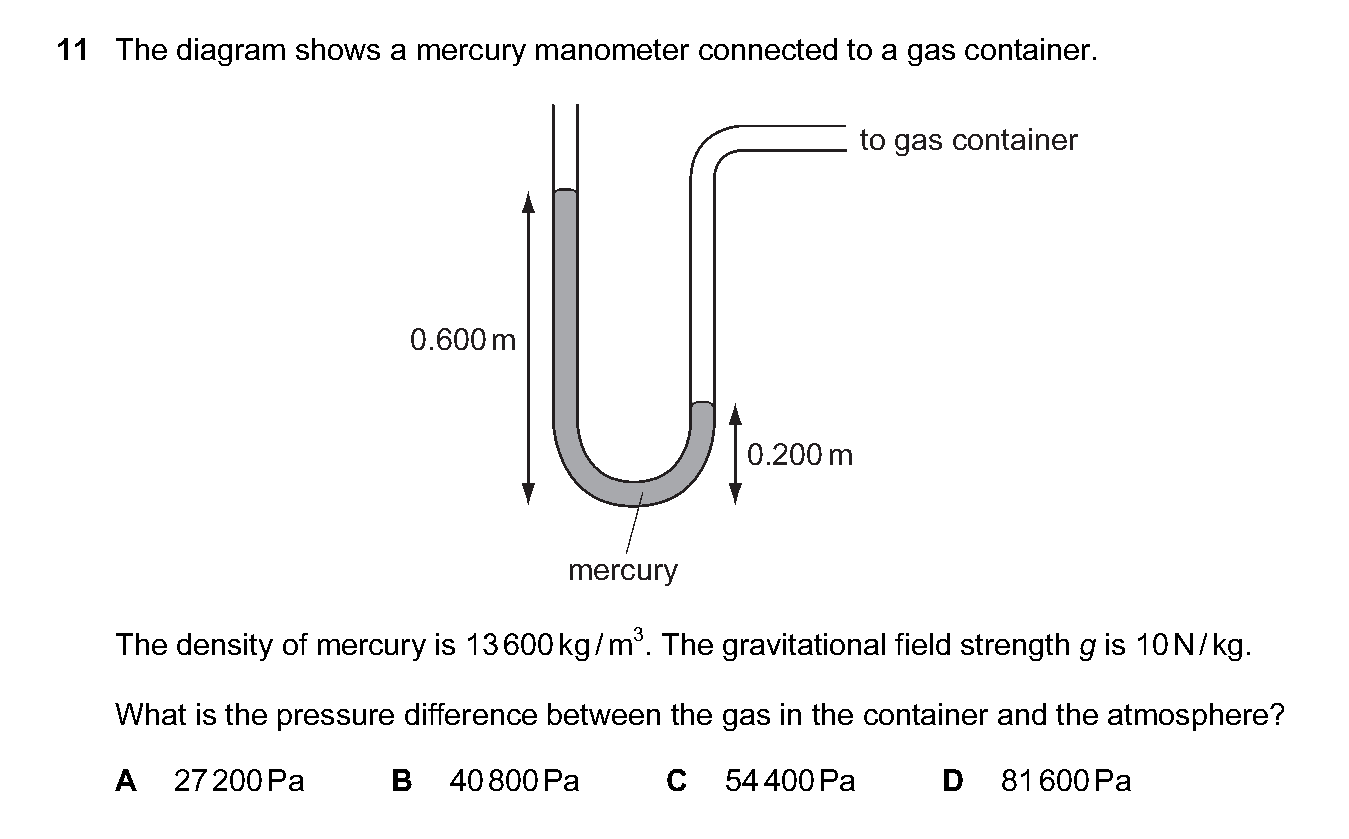 11 The diagram shows a mercury manometer connected to a gas container.
to gas container
0.600 m
0.200 m
mercury
The density of mercury is 13 600 kg / m³. The gravitational field strength g is 10 N / kg.
What is the pressure difference between the gas in the container and the atmosphere?
A 27 200 Pa B 40 800 Pa C 54 400 Pa D 81 600 Pa